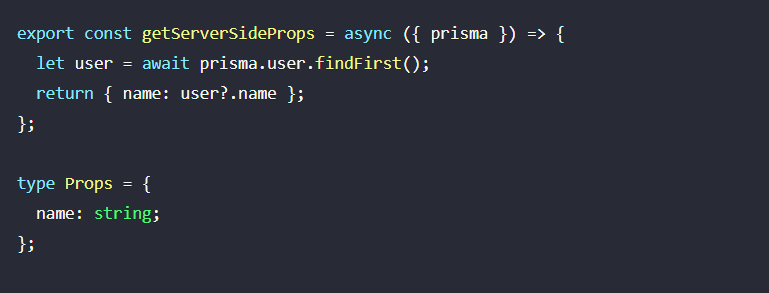 export const getServerSideProps = async ({ prisma }) => {
  let user = await prisma.user.findFirst();
  return { name: user?.name };
};

type Props = {
  name: string;
};